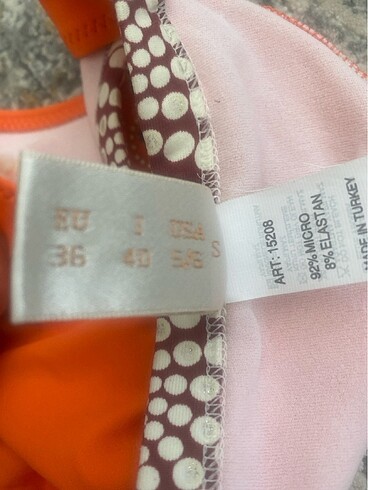 EU I USA
36 40 5/6 S
ART: 15208
92% MICRO
8% ELASTAN
MADE IN TURKEY